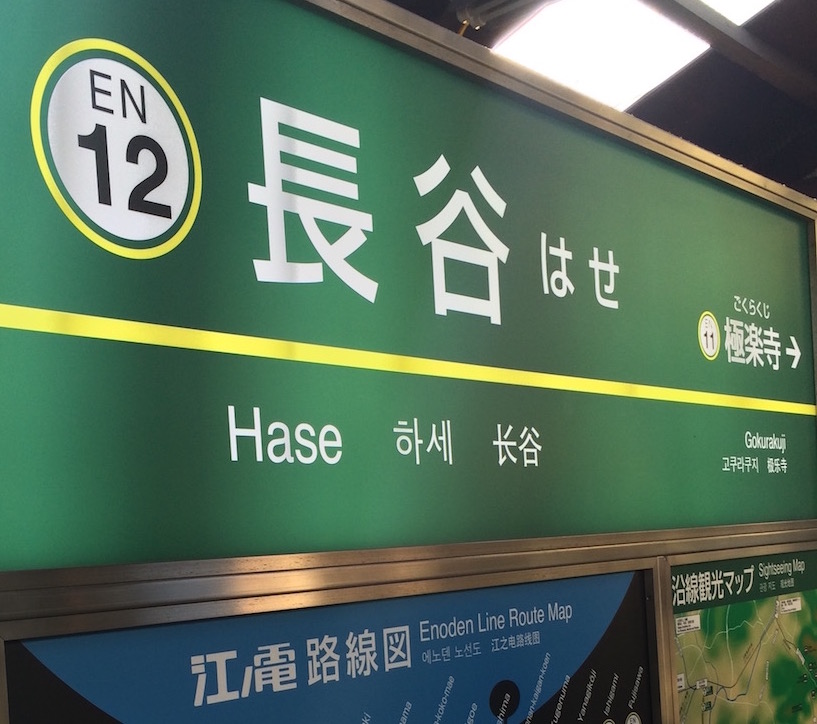 EN
12
長谷 はせ
ごくらくじ
11 極楽寺 →
Hase 하세 长谷
Gokurakuji
고쿠라쿠지 极乐寺
江ノ電 路線図 Enoden Line Route Map
에노덴 노선도 江之电路线图
沿線観光マップ Sightseeing Map
Yanagikōji
Ishigami
Fujisawa